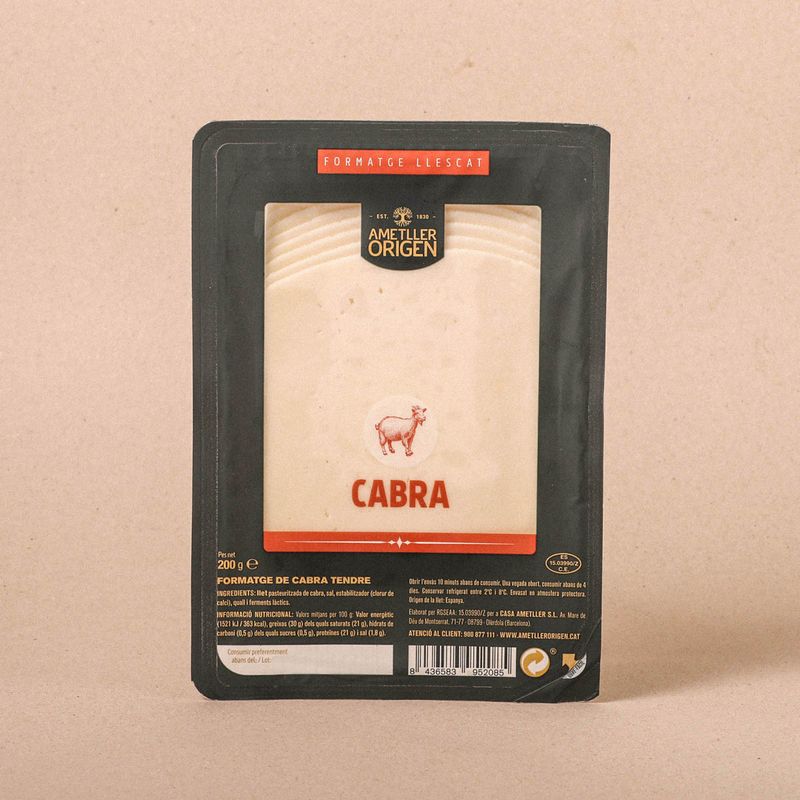 FORMATGE LLESCAT
EST. 1830
AMETLLER
ORIGEN
CABRA
Pes net
200 g e
FORMATGE DE CABRA TENDRE
INGREDIENTS: llet pasteuritzada de cabra, sal, estabilitzador (clorur de
calci), quall i ferments làctics.
INFORMACIÓ NUTRICIONAL: Valors mitjans per 100 g: Valor energètic
(1521 kJ / 363 kcal), greixes (30 g) dels quals saturats (21 g), hidrats de
carboni (0,5 g) dels quals sucres (0,5 g), proteïnes (21 g) i sal (1,8 g).
Consumir preferentment
abans del: / Lot:
ES
15.03990/Z
C.E.
Obrir l'envàs 10 minuts abans de consumir. Una vegada obert, consumir abans de 4
dies. Conservar refrigerat entre 2°C i 8°C. Envasat en atmosfera protectora.
Origen de la llet: Espanya.
Elaborat per RGSEAA: 15.03990/Z per a CASA AMETLLER S.L. Av. Mare de
Déu de Montserrat, 71-77 · 08799 · Olèrdola (Barcelona).
ATENCIÓ AL CLIENT: 900 877 111 · WWW.AMETLLERORIGEN.CAT
8 436583 952085